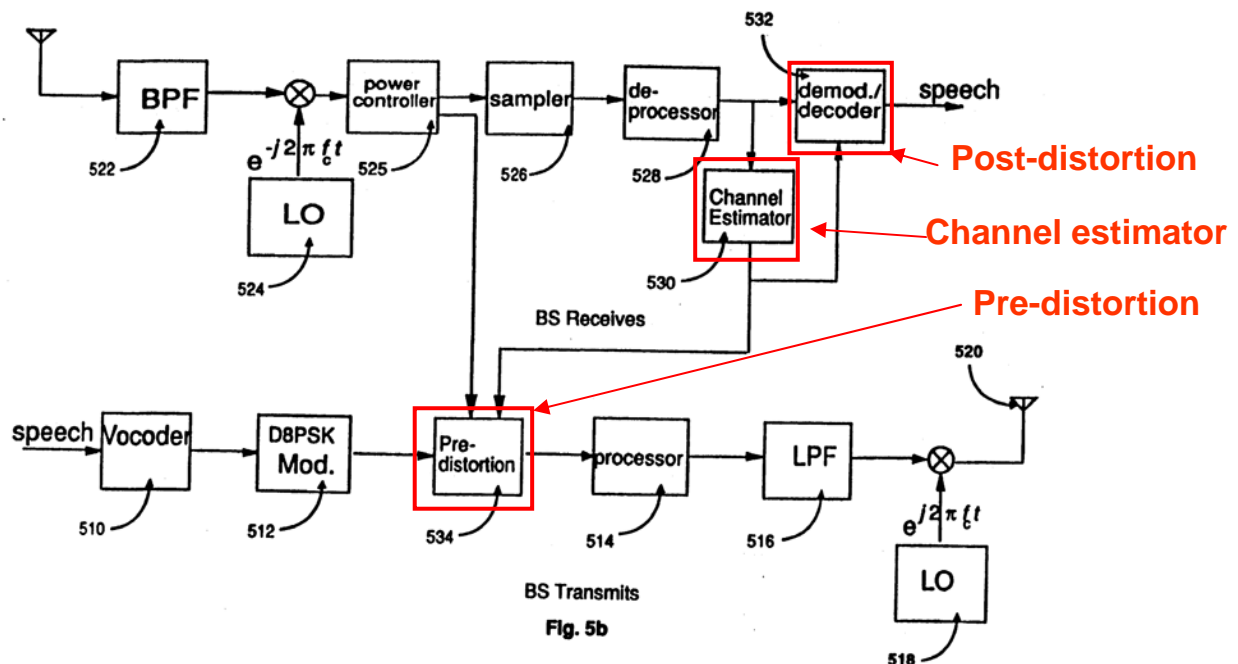 532
BPF
power
controller
sampler
de-
processor
demod./
decoder
speech
522
e^-j2πf_c t
525
526
528
Post-distortion
LO
Channel
Estimator
Channel estimator
524
530
Pre-distortion
BS Receives
520
speech
Vocoder
D8PSK
Mod.
Pre-
distortion
processor
LPF
510
512
534
514
516
e^j2πf_c t
LO
BS Transmits
Fig. 5b
518